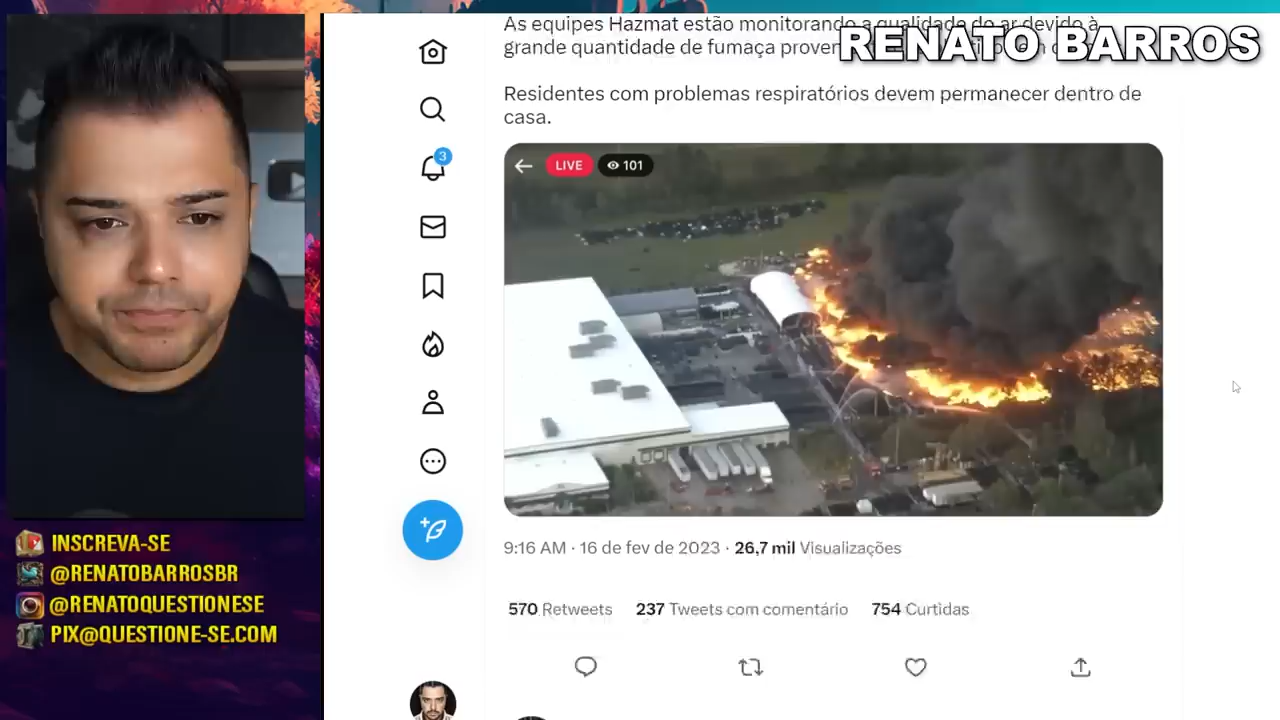 As equipes Hazmat estão monitorando a qualidade do ar devido à
RENATO BARROS
grande quantidade de fumaça
Residentes com problemas respiratórios devem permanecer dentro de
casa.
LIVE
101
3
9:16 AM · 16 de fev de 2023 · 26,7 mil Visualizações
570 Retweets 237 Tweets com comentário 754 Curtidas
INSCREVA-SE
@RENATOBARROSBR
@RENATOQUESTIONESE
PIX@QUESTIONE-SE.COM